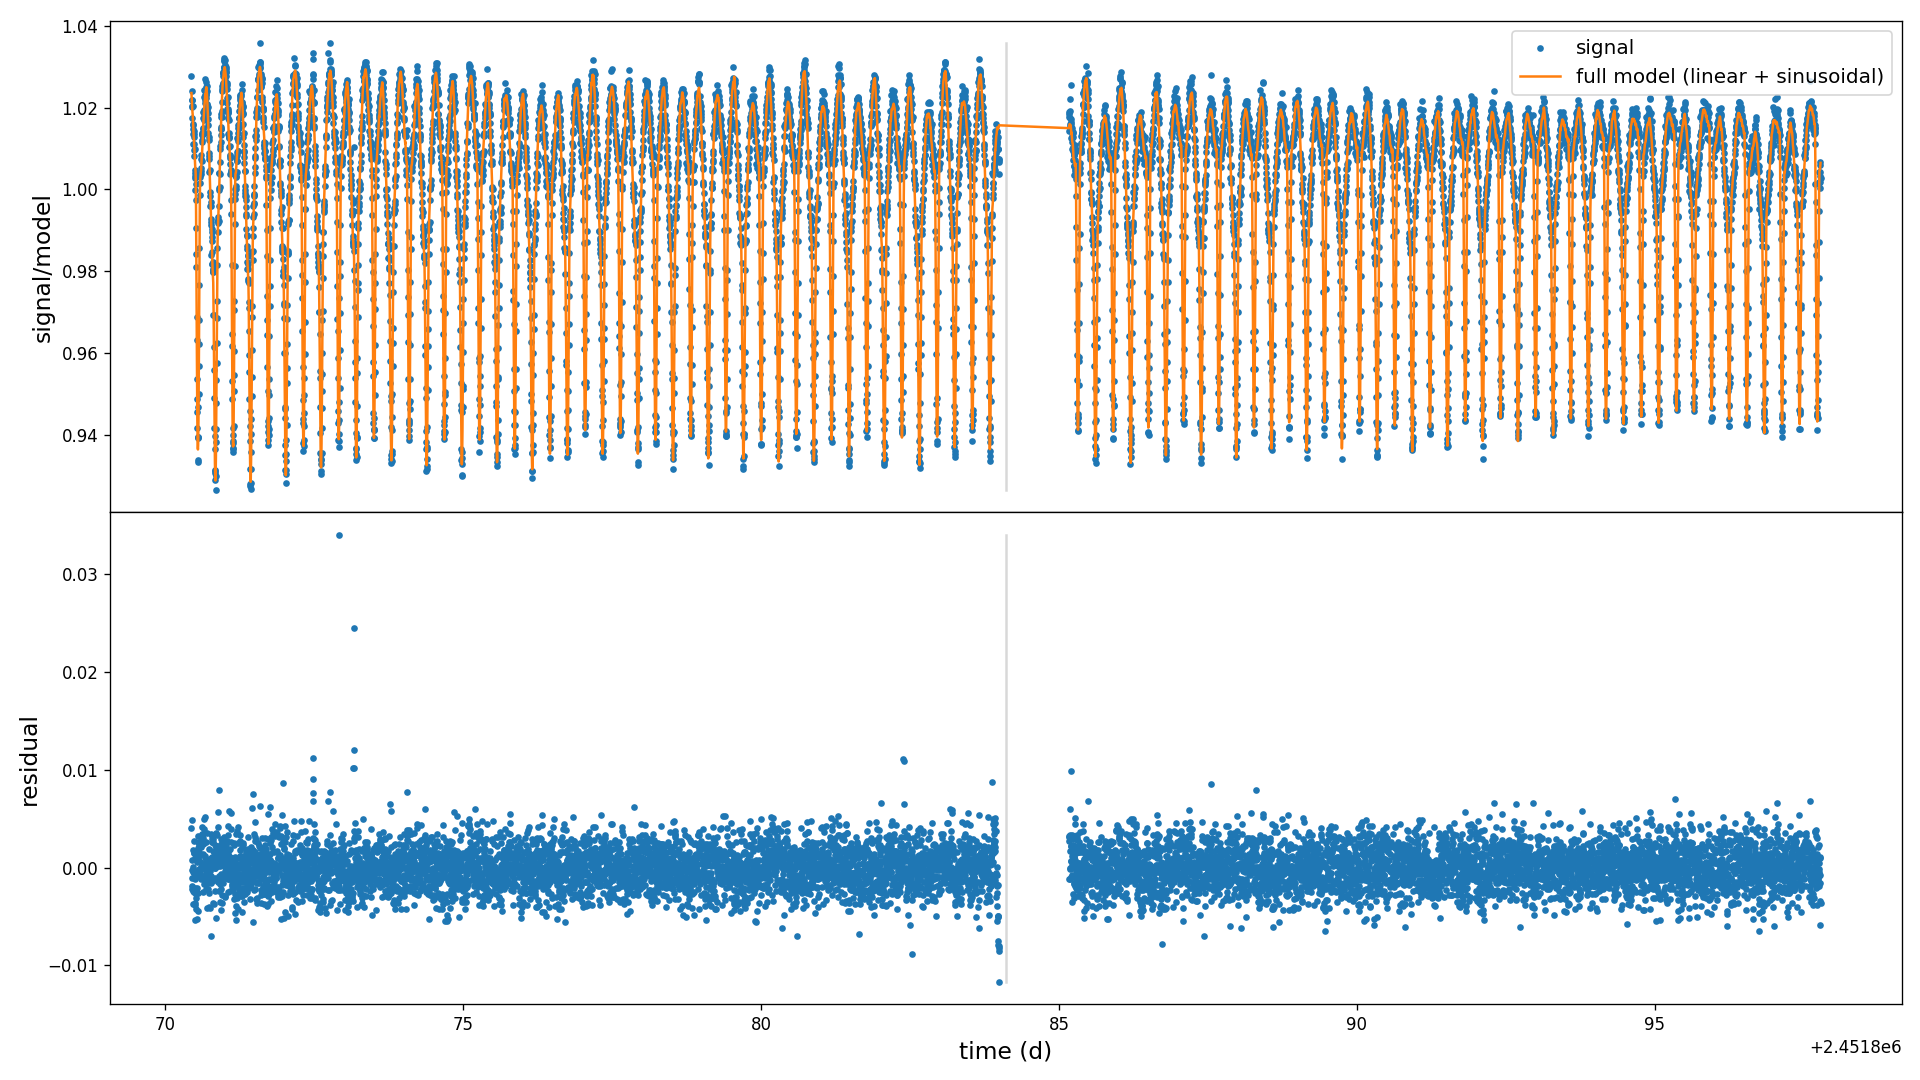 1.04
1.02
1.00
0.98
0.96
0.94
signal/model
signal
full model (linear + sinusoidal)
0.03
0.02
0.01
0.00
−0.01
residual
70
75
80
85
90
95
time (d)
+2.4518e6